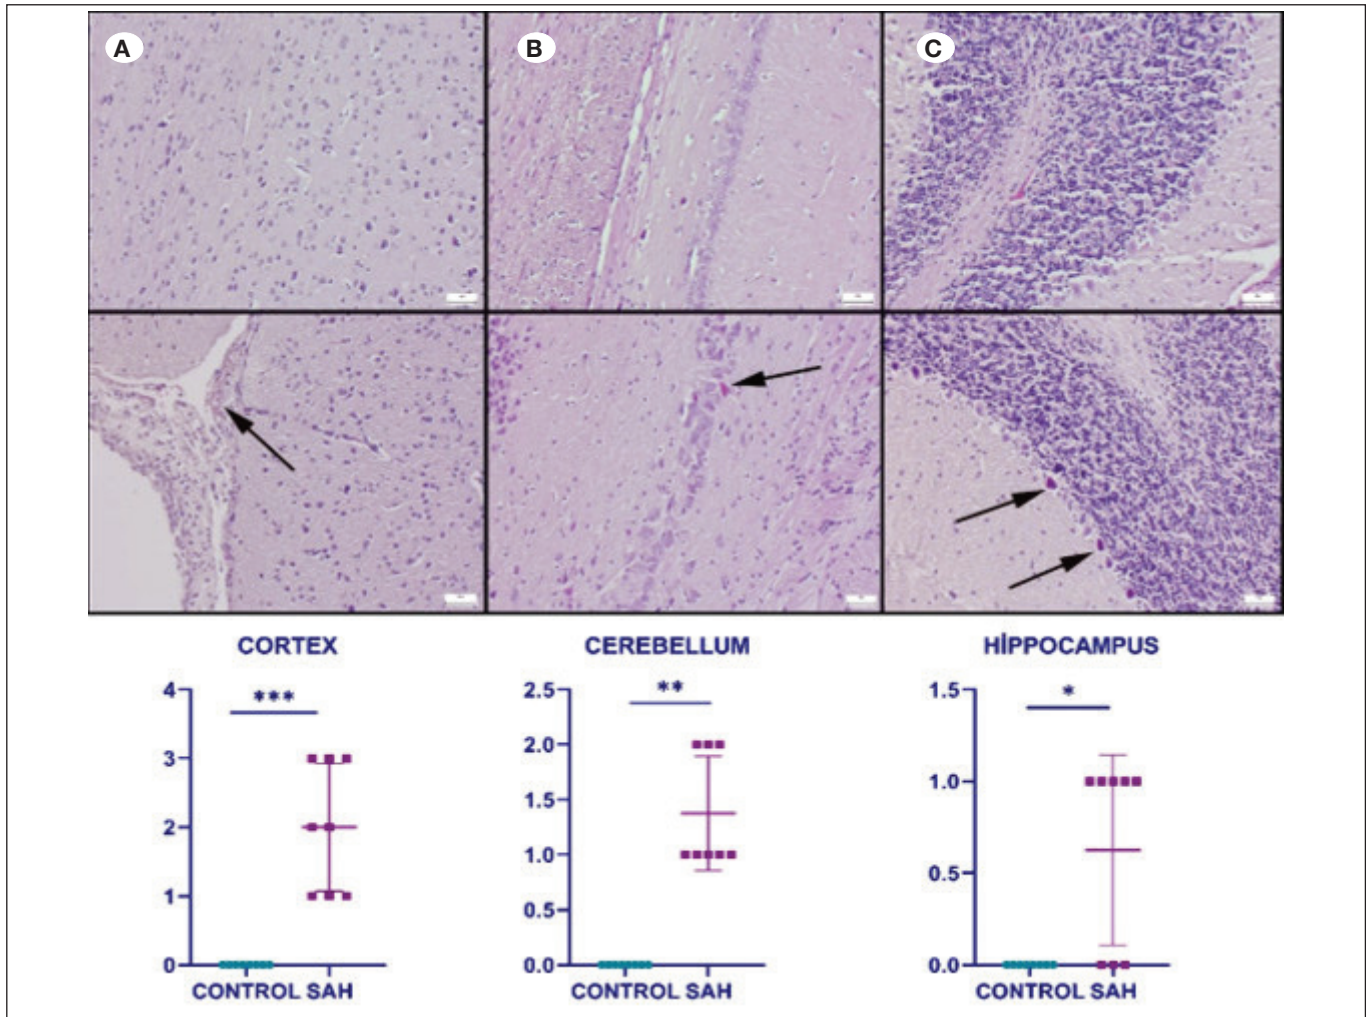 A B C
CORTEX CEREBELLUM HİPPOCAMPUS
4 *** 2.5 ** 1.5 *
3 2.0 1.0
2 1.5 0.5
1 1.0 0.0
0 0.5
0.0
CONTROL SAH CONTROL SAH CONTROL SAH